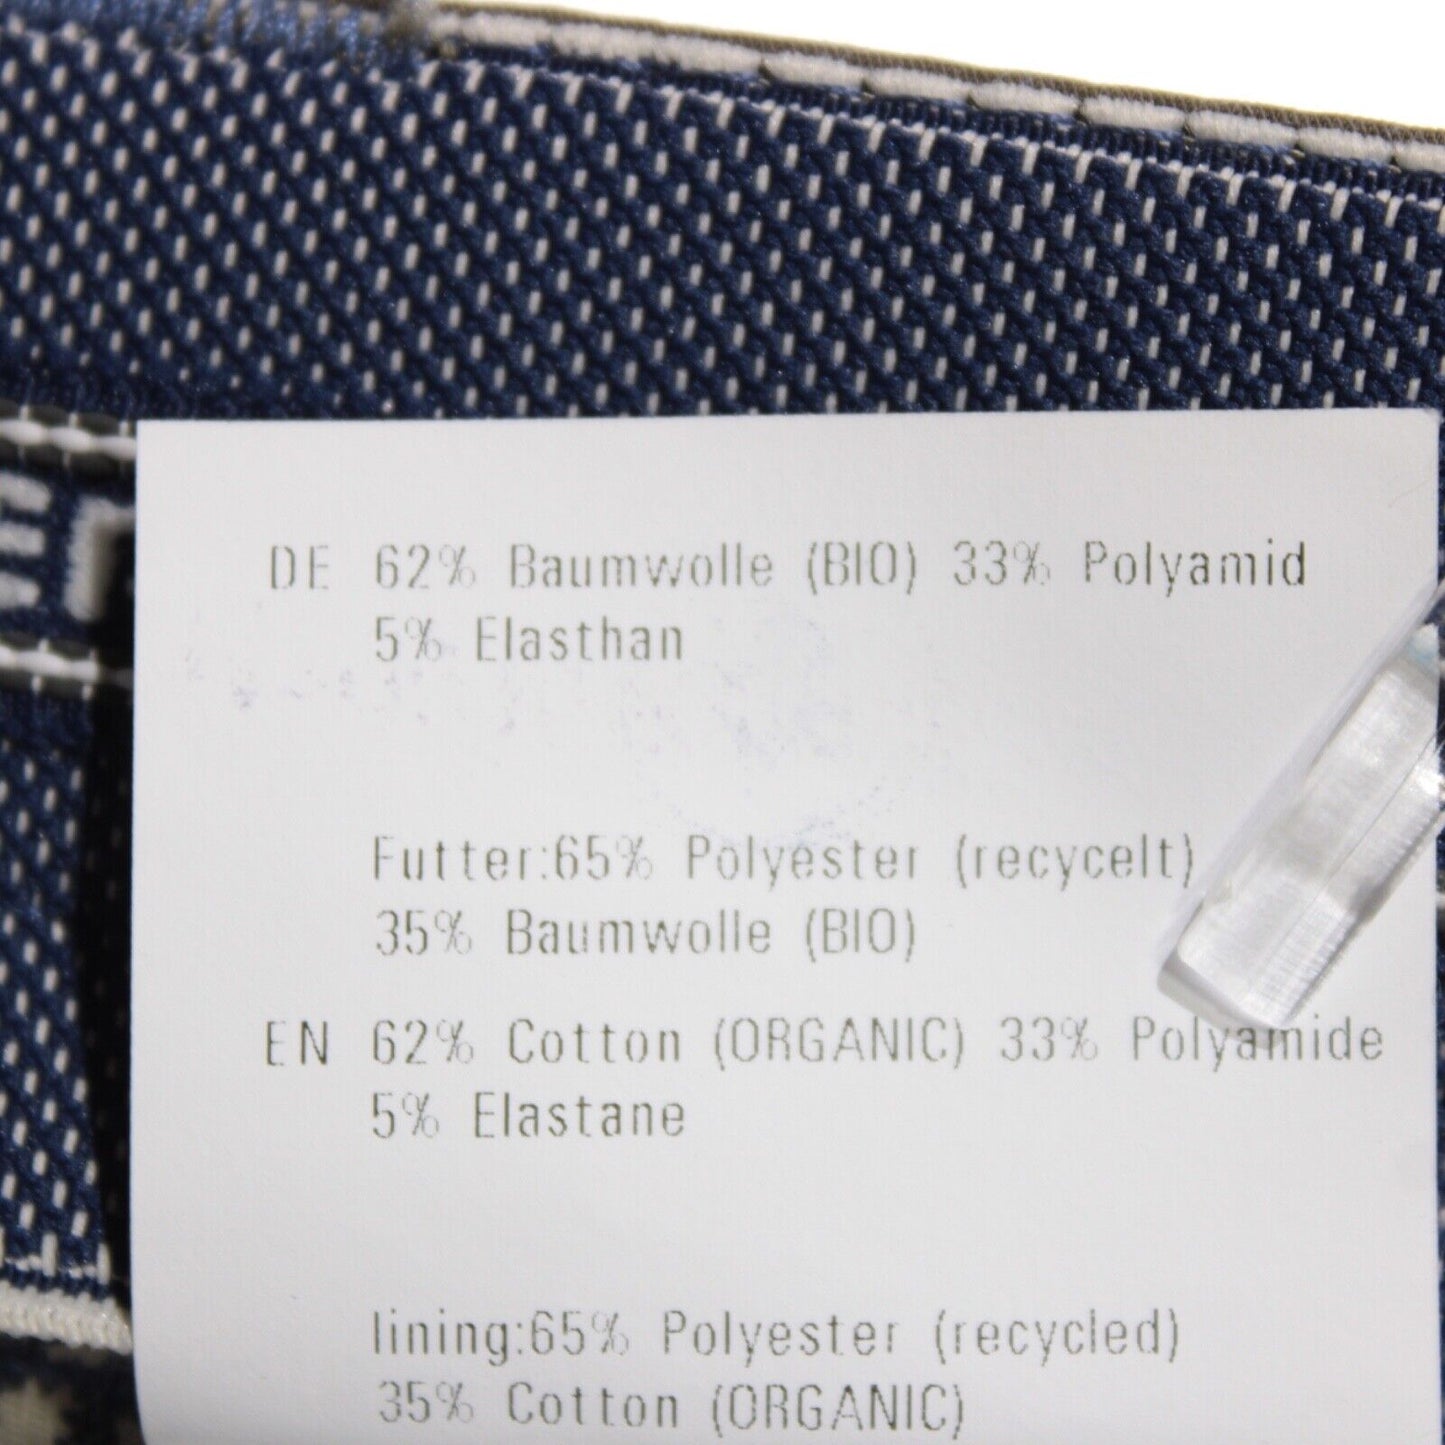 DE 62% Baumwolle (BIO) 33% Polyamid
5% Elasthan
Futter:65% Polyester (recycelt)
35% Baumwolle (BIO)
EN 62% Cotton (ORGANIC) 33% Polyamide
5% Elastane
lining:65% Polyester (recycled)
35% Cotton (ORGANIC)